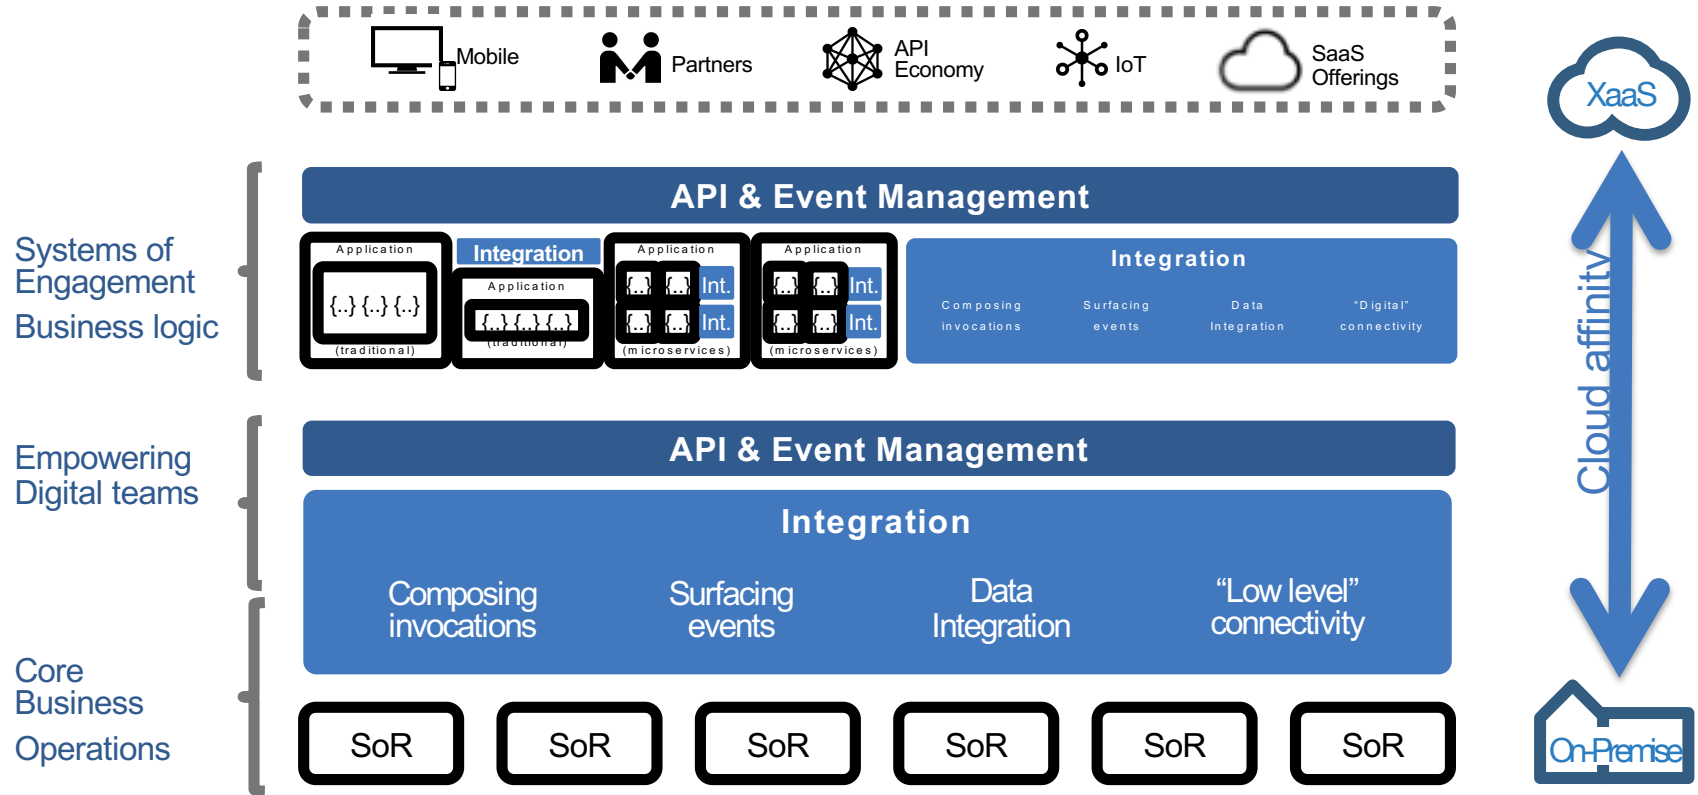 Mobile
Partners
API
Economy
IoT
SaaS
Offerings
XaaS
API & Event Management
Systems of
Engagement
Business logic
Application
{..} {..} {..}
(traditional)
Integration
Application
{..} {..} {..}
(traditional)
Application
{..} {..} Int.
{..} {..} Int.
(microservices)
Application
{..} {..} Int.
{..} {..} Int.
(microservices)
Integration
Composing
invocations
Surfacing
events
Data
Integration
“Digital”
connectivity
Cloud affinity
Empowering
Digital teams
API & Event Management
Integration
Composing
invocations
Surfacing
events
Data
Integration
“Low level”
connectivity
Core
Business
Operations
SoR
SoR
SoR
SoR
SoR
SoR
On-Premise